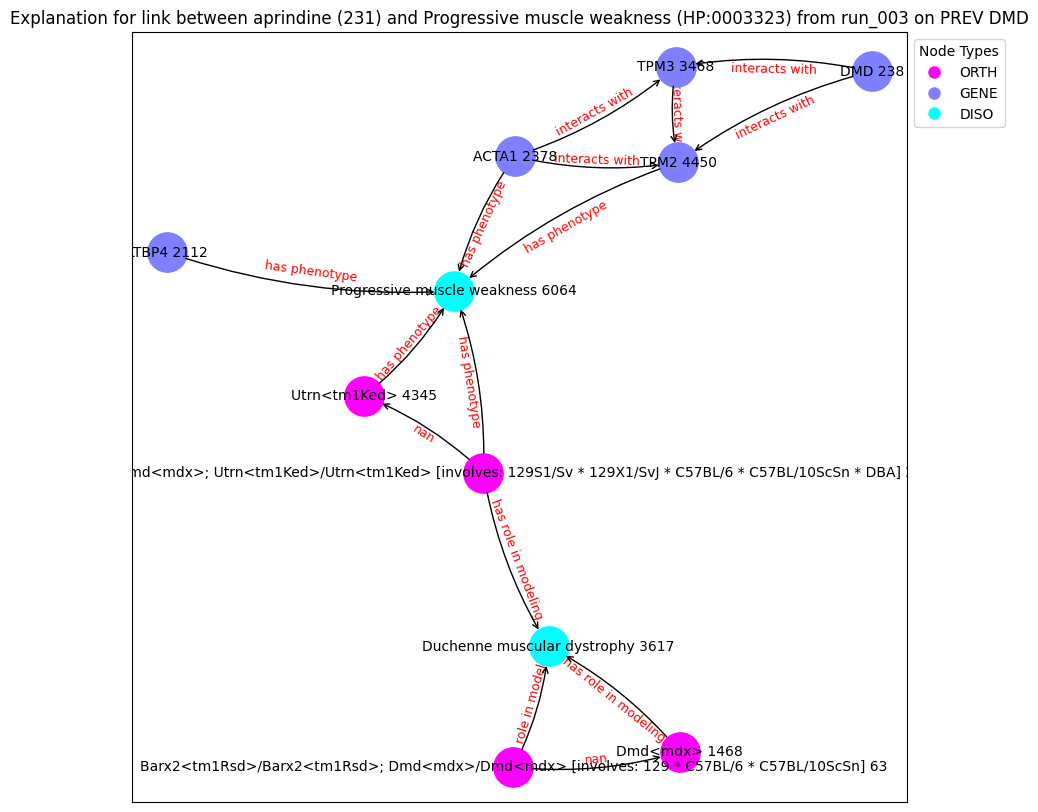 Explanation for link between aprindine (231) and Progressive muscle weakness (HP:0003323) from run_003 on PREV DMD
Node Types
ORTH
GENE
DISO
TPM3 3468
DMD 238
interacts with
interacts with
interacts with
ACTA1 2378
interacts with
TPM2 4450
has phenotype
has phenotype
TBP4 2112
has phenotype
Progressive muscle weakness 6064
has phenotype
has phenotype
Utrn<tm1Ked> 4345
nan
md<mdx>; Utrn<tm1Ked>/Utrn<tm1Ked> [involves: 129S1/Sv * 129X1/SvJ * C57BL/6 * C57BL/10ScSn * DBA]
has role in modeling
Duchenne muscular dystrophy 3617
role in model
has role in modeling
Dmd<mdx> 1468
nan
Barx2<tm1Rsd>/Barx2<tm1Rsd>; Dmd<mdx>/Dmd<mdx> [involves: 129 * C57BL/6 * C57BL/10ScSn] 63